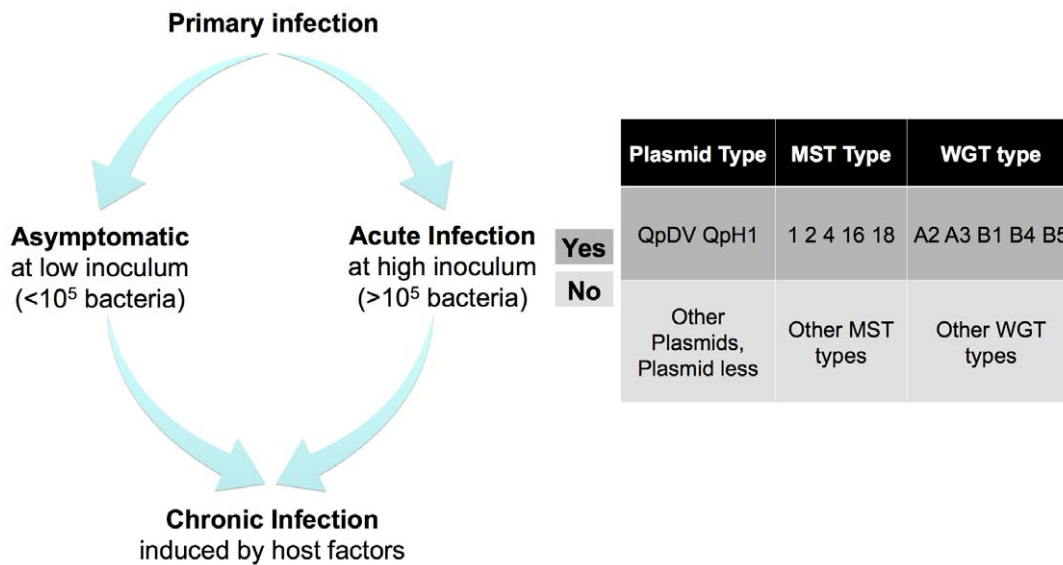 Primary infection
Asymptomatic
at low inoculum
(<10⁵ bacteria)
Acute Infection
at high inoculum
(>10⁵ bacteria)
Yes
No
Plasmid Type MST Type WGT type
QpDV QpH1 1 2 4 16 18 A2 A3 B1 B4 B5
Other
Plasmids,
Plasmid less
Other MST
types
Other WGT
types
Chronic Infection
induced by host factors